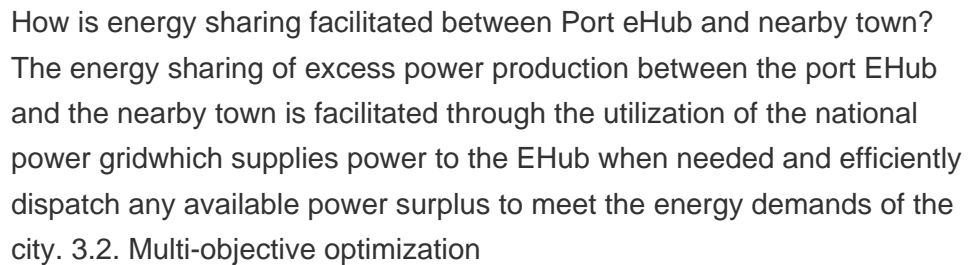 How is energy sharing facilitated between Port eHub and nearby town?
The energy sharing of excess power production between the port EHub
and the nearby town is facilitated through the utilization of the national
power gridwhich supplies power to the EHub when needed and efficiently
dispatch any available power surplus to meet the energy demands of the
city. 3.2. Multi-objective optimization